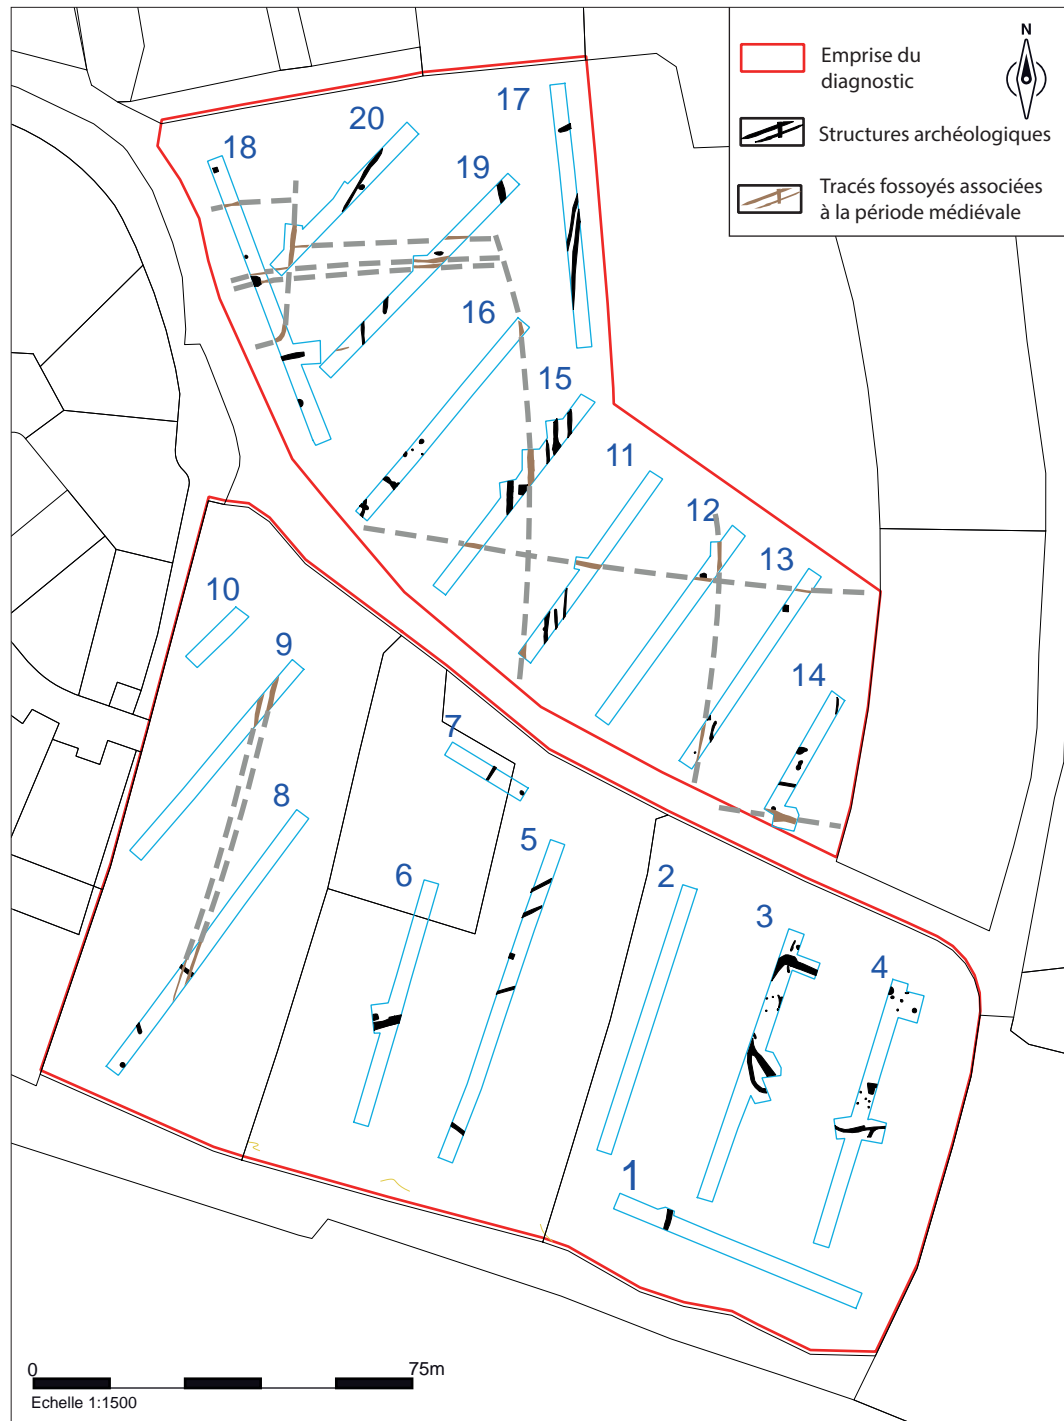 N
Emprise du
diagnostic
Structures archéologiques
Tracés fossoyés associées
à la période médiévale
17
20
18
19
16
15
11
12
13
10
9
14
7
8
5
6
2
3
4
1
0 75m
Echelle 1:1500